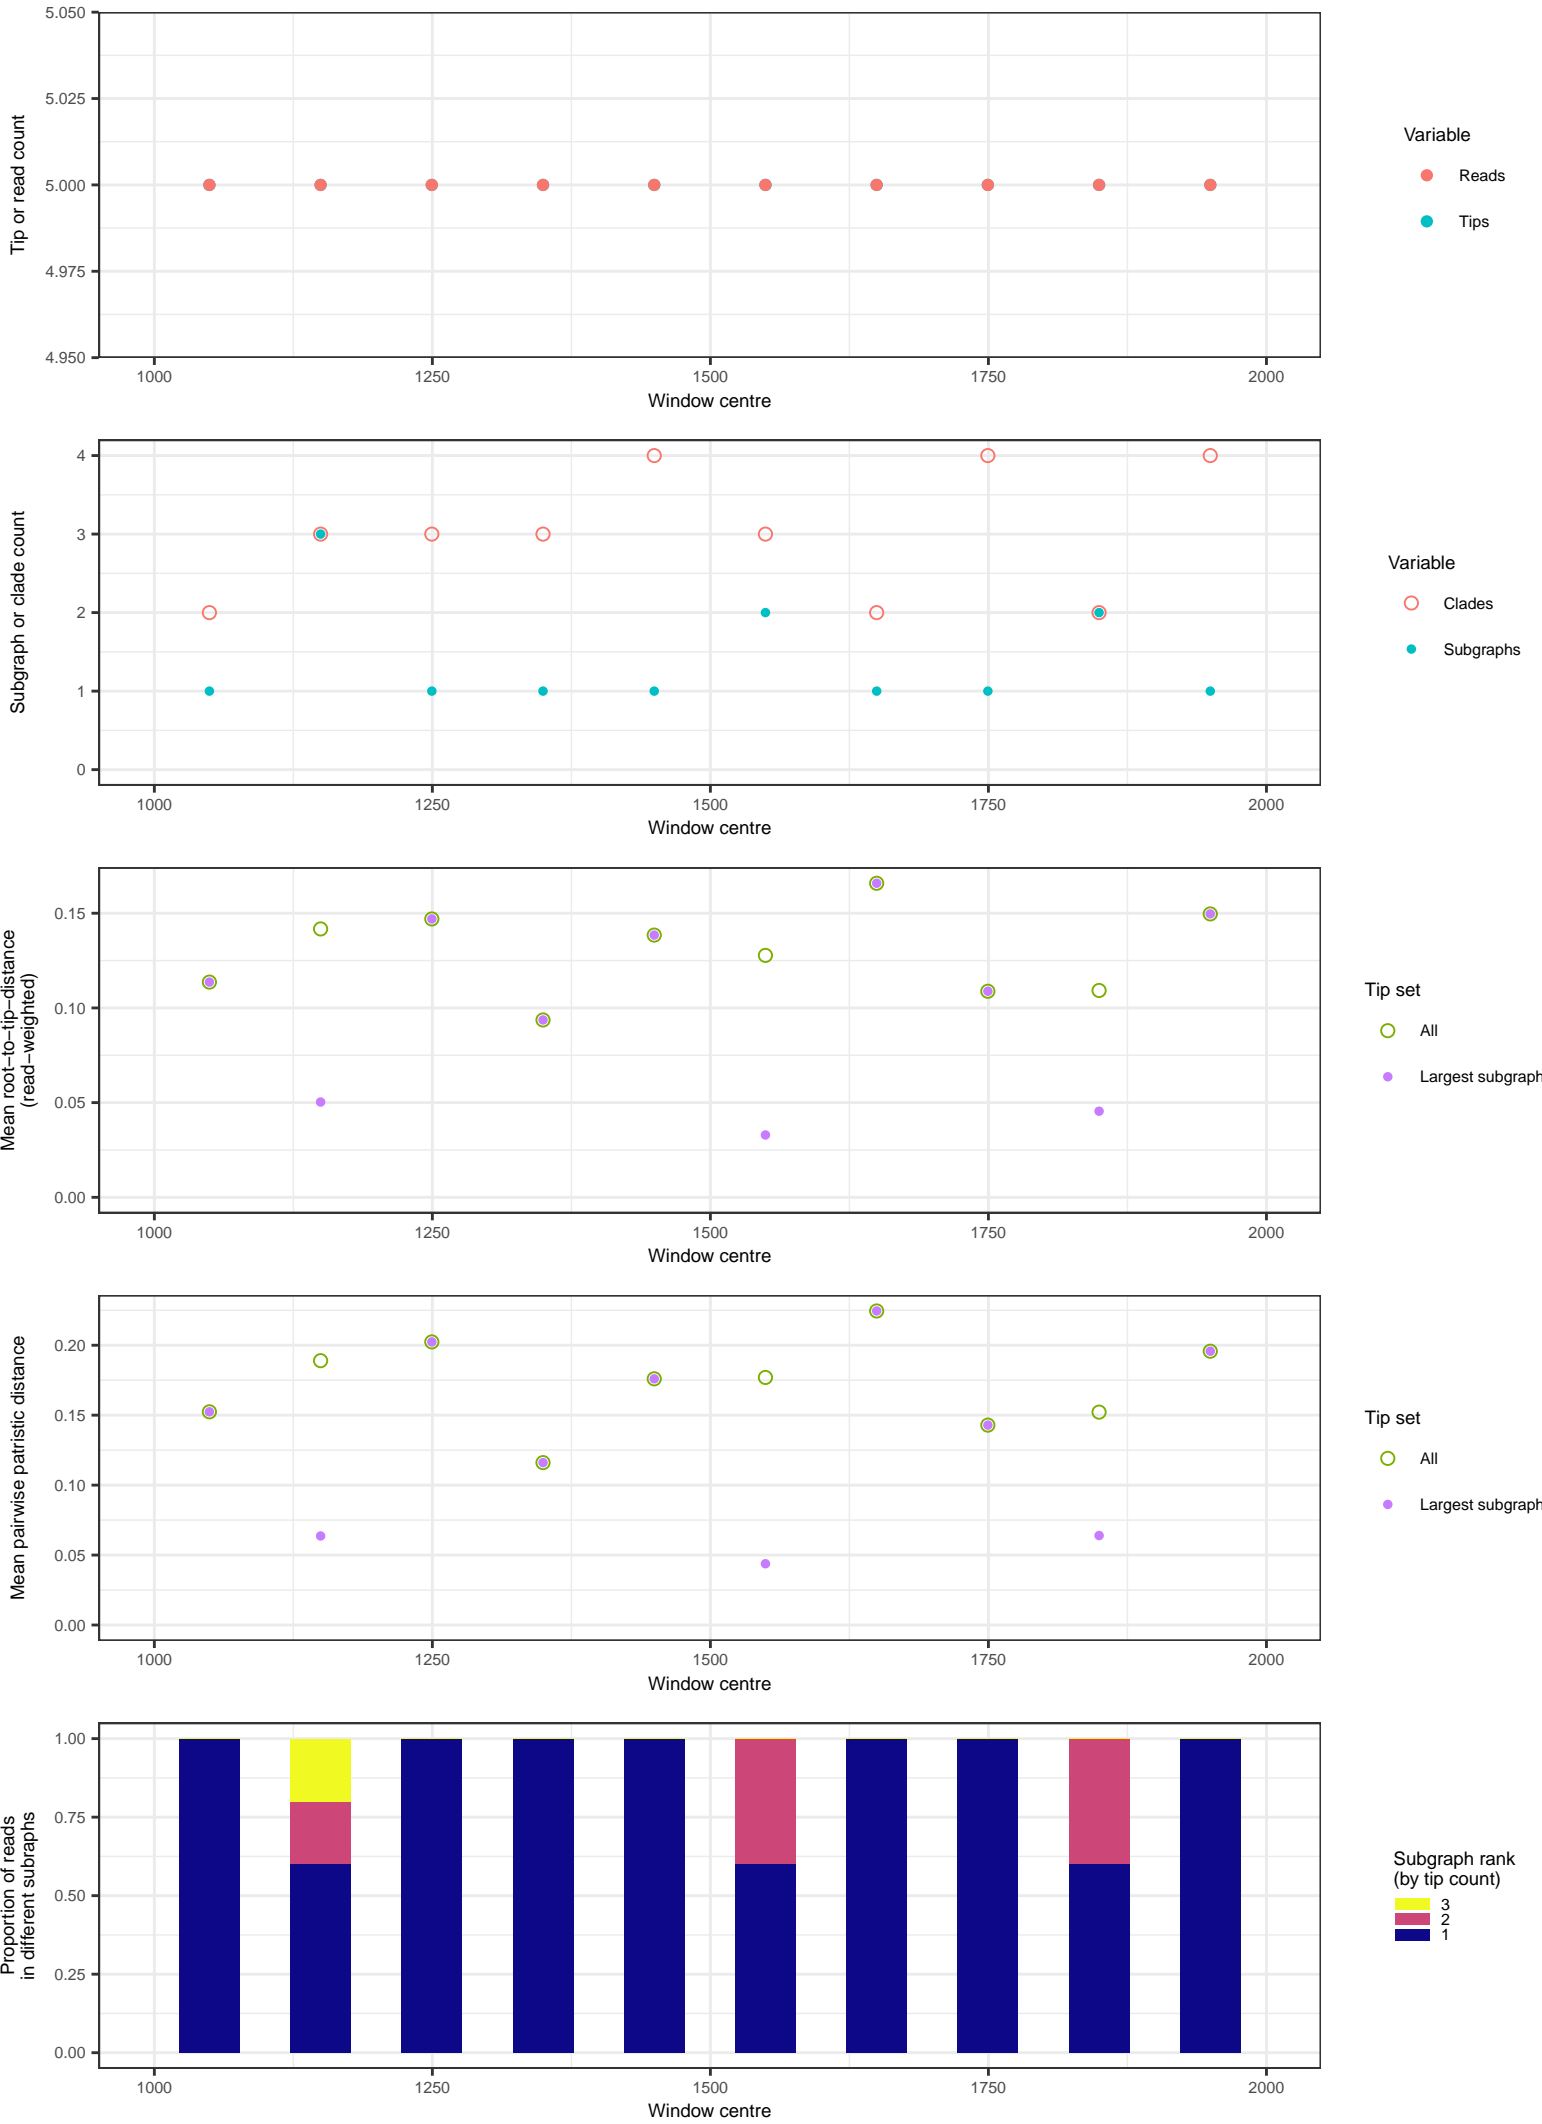 5.050
5.025
5.000
4.975
4.950
Tip or read count
1000 1250 1500 1750 2000
Window centre
Variable
Reads
Tips
4
3
2
1
0
Subgraph or clade count
1000 1250 1500 1750 2000
Window centre
Variable
Clades
Subgraphs
0.15
0.10
0.05
0.00
Mean root−to−tip−distance
(read−weighted)
1000 1250 1500 1750 2000
Window centre
Tip set
All
Largest subgraph
0.20
0.15
0.10
0.05
0.00
Mean pairwise patristic distance
1000 1250 1500 1750 2000
Window centre
Tip set
All
Largest subgraph
1.00
0.75
0.50
0.25
0.00
Proportion of reads
in different subraphs
1000 1250 1500 1750 2000
Window centre
Subgraph rank
(by tip count)
3
2
1